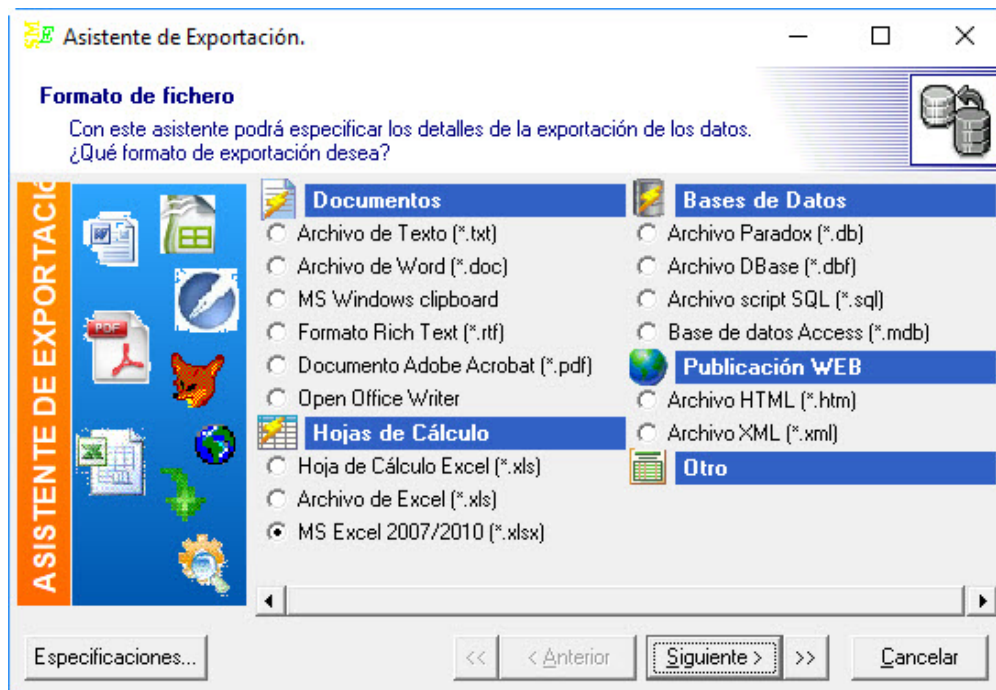 SM E Asistente de Exportación.
Formato de fichero
Con este asistente podrá especificar los detalles de la exportación de los datos.
¿Qué formato de exportación desea?
ASISTENTE DE EXPORTACIÓ
W
PDF
X
Documentos
Archivo de Texto (*.txt)
Archivo de Word (*.doc)
MS Windows clipboard
Formato Rich Text (*.rtf)
Documento Adobe Acrobat (*.pdf)
Open Office Writer
Hojas de Cálculo
Hoja de Cálculo Excel (*.xls)
Archivo de Excel (*.xls)
MS Excel 2007/2010 (*.xlsx)
Bases de Datos
Archivo Paradox (*.db)
Archivo DBase (*.dbf)
Archivo script SQL (*.sql)
Base de datos Access (*.mdb)
Publicación WEB
Archivo HTML (*.htm)
Archivo XML (*.xml)
Otro
Especificaciones...
<< < Anterior Siguiente > >> Cancelar